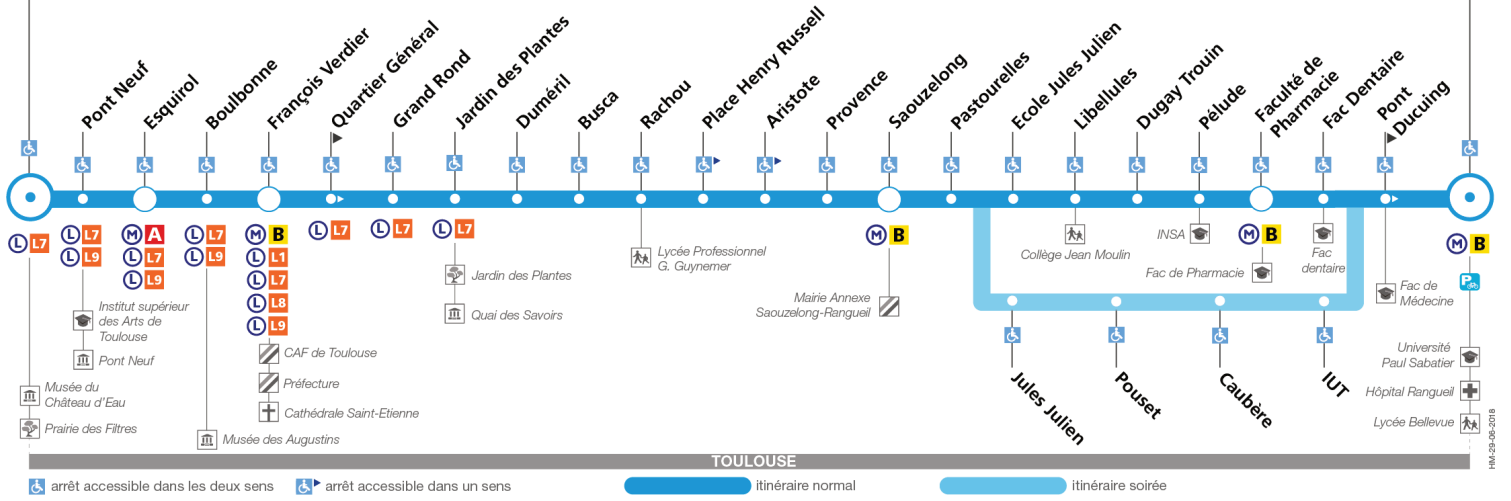 Pont Neuf
Esquirol
Boulbonne
François Verdier
Quartier Général
Grand Rond
Jardin des Plantes
Duméril
Busca
Rachou
Place Henry Russell
Aristote
Provence
Saouzelong
Pastourelles
Ecole Jules Julien
Libellules
Dugay Trouin
Pélude
Faculté de
Pharmacie
Fac Dentaire
Pont
Ducuing
L L7
L L7
L L9
M A
L L7
L L9
L L7
L L9
M B
L L1
L L7
L L8
L L9
L L7
L L7
L L7
M B
M B
M B
P
Musée du
Château d'Eau
Prairie des Filtres
Institut supérieur
des Arts de
Toulouse
Pont Neuf
Musée des Augustins
CAF de Toulouse
Préfecture
Cathédrale Saint-Etienne
Jardin des Plantes
Quai des Savoirs
Lycée Professionnel
G. Guynemer
Mairie Annexe
Saouzelong-Rangueil
Collège Jean Moulin
INSA
Fac de Pharmacie
Fac
dentaire
Fac de
Médecine
Université
Paul Sabatier
Hôpital Rangueil
Lycée Bellevue
Jules Julien
Pouset
Caubère
IUT
HM-29-06-2018
TOULOUSE
arrêt accessible dans les deux sens
arrêt accessible dans un sens
itinéraire normal
itinéraire soirée